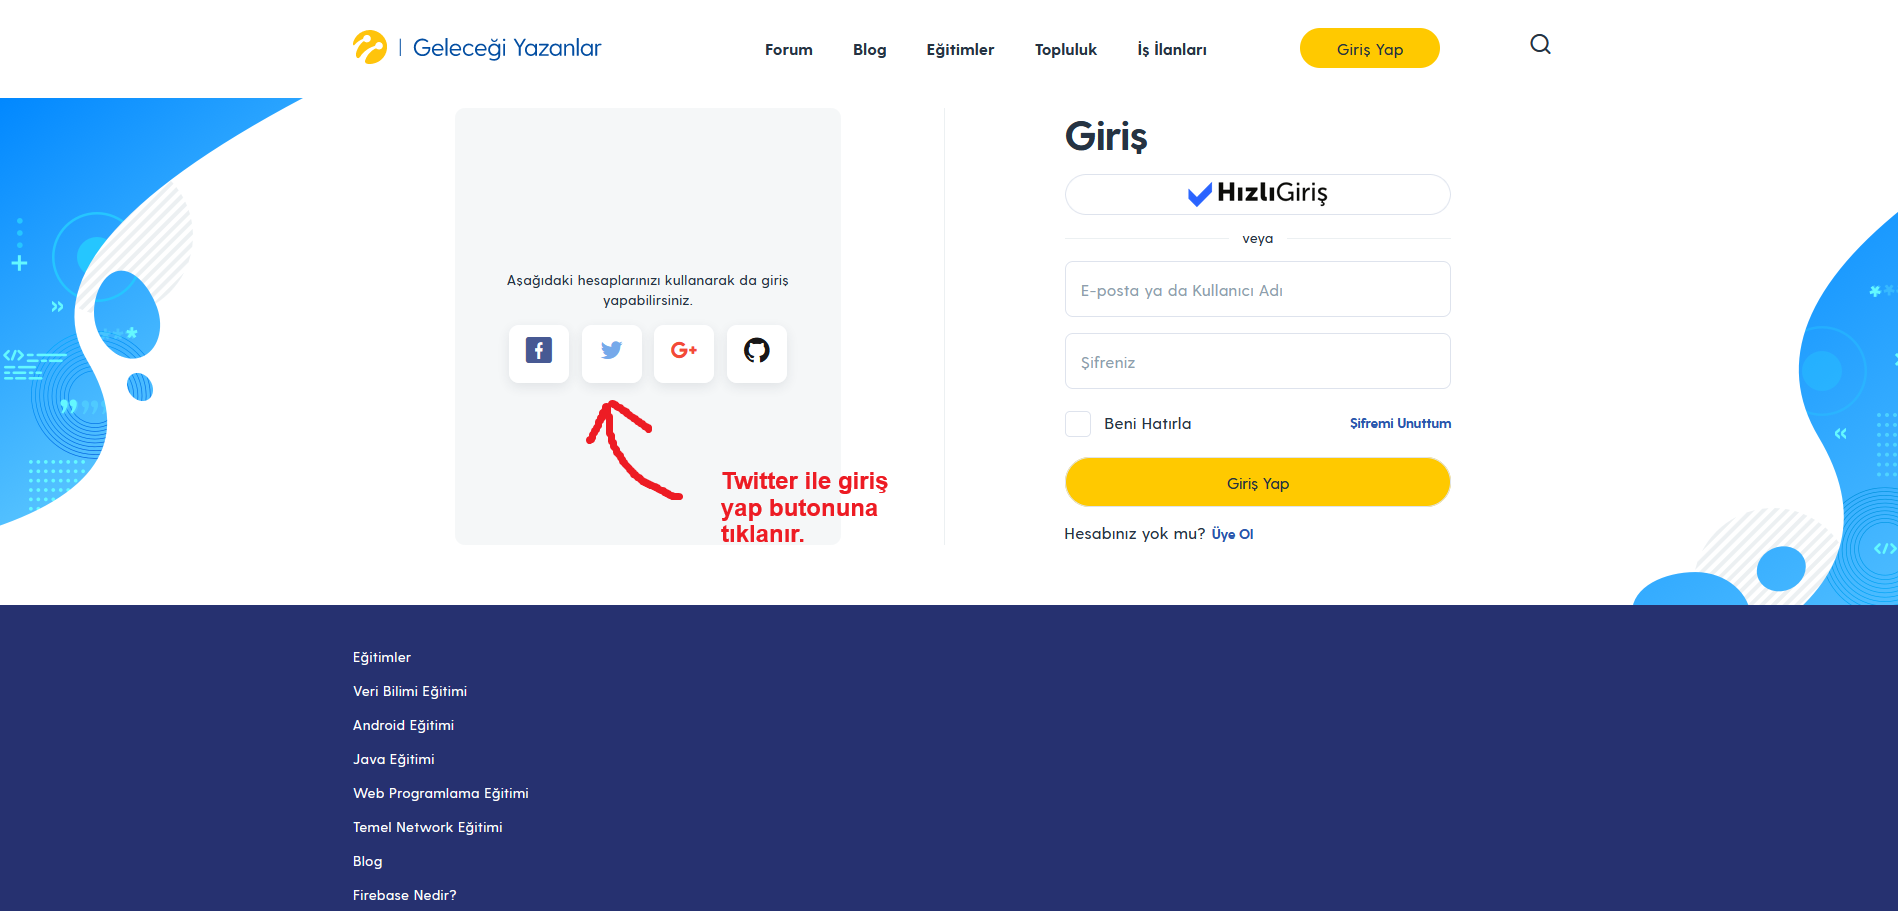 Geleceği Yazanlar
Forum
Blog
Eğitimler
Topluluk
İş İlanları
Giriş Yap
Aşağıdaki hesaplarınızı kullanarak da giriş
yapabilirsiniz.
Twitter ile giriş
yap butonuna
tıklanır.
Giriş
HızlıGiriş
veya
E-posta ya da Kullanıcı Adı
Şifreniz
Beni Hatırla
Şifremi Unuttum
Giriş Yap
Hesabınız yok mu? Üye Ol
Eğitimler
Veri Bilimi Eğitimi
Android Eğitimi
Java Eğitimi
Web Programlama Eğitimi
Temel Network Eğitimi
Blog
Firebase Nedir?